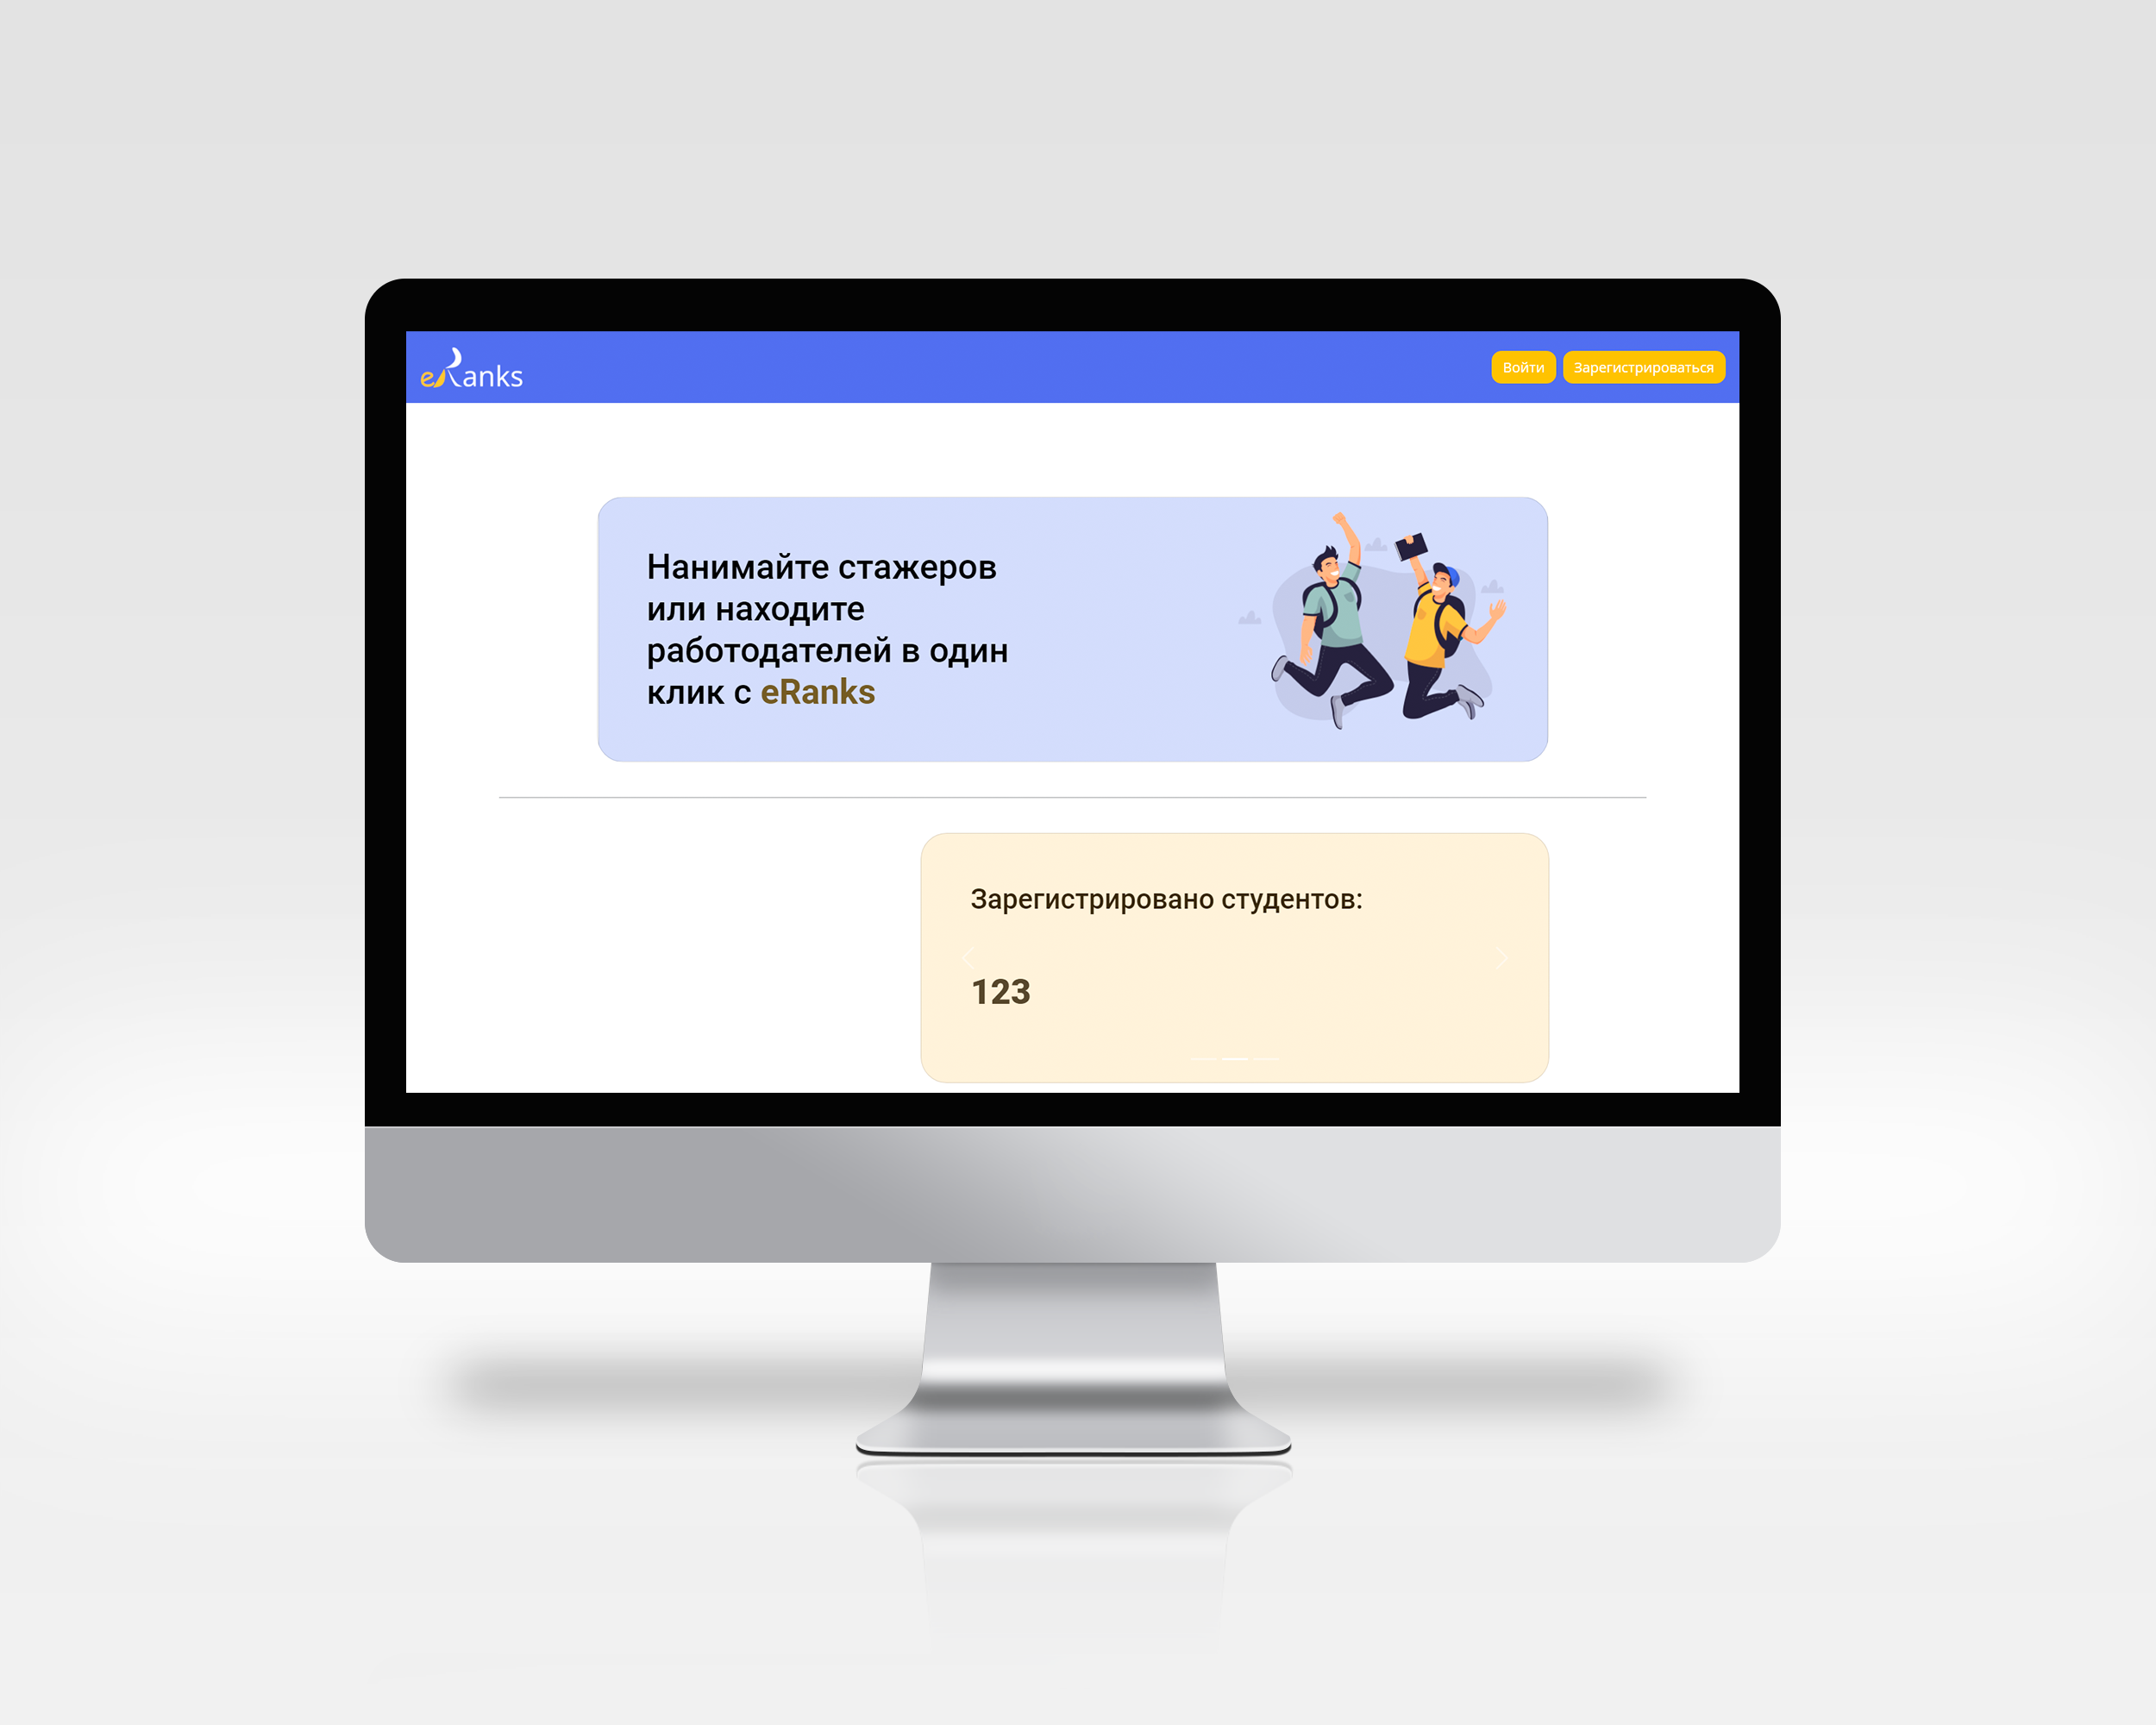 eRanks
Войти
Зарегистрироваться
Нанимайте стажеров
или находите
работодателей в один
клик с eRanks
Зарегистрировано студентов:
123